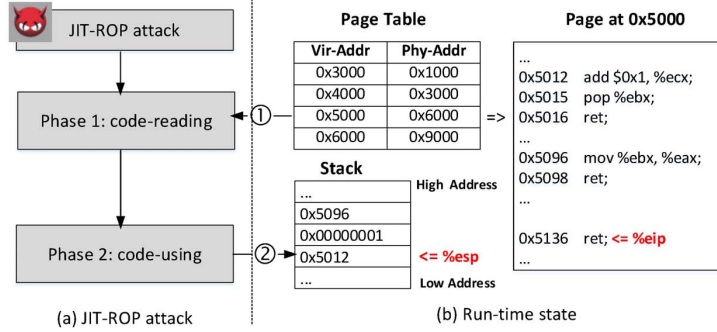 JIT-ROP attack
Phase 1: code-reading
①
Phase 2: code-using
②
(a) JIT-ROP attack
Page Table
Vir-Addr Phy-Addr
0x3000 0x1000
0x4000 0x3000
0x5000 0x6000
0x6000 0x9000
=>
Stack
...
High Address
0x5096
0x00000001
0x5012 <= %esp
...
Low Address
Page at 0x5000
...
0x5012 add $0x1, %ecx;
0x5015 pop %ebx;
0x5016 ret;
...
0x5096 mov %ebx, %eax;
0x5098 ret;
...
0x5136 ret; <= %eip
...
(b) Run-time state